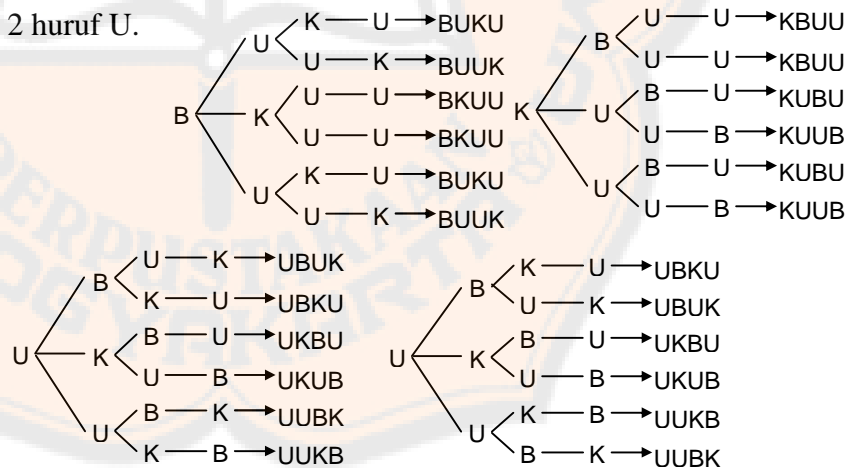 2 huruf U.
B
U K U BUKU
U K BUUK
K U U BKUU
U U BKUU
U K U BUKU
U K BUUK
K
B U U KBUU
U U KBUU
U B U KUBU
U B KUUB
U B U KUBU
U B KUUB
U
B U K UBUK
K U UBKU
K B U UKBU
U B UKUB
U B K UUBK
K B UUKB
U
B K U UBKU
U K UBUK
K B U UKBU
U B UKUB
U K B UUKB
B K UUBK